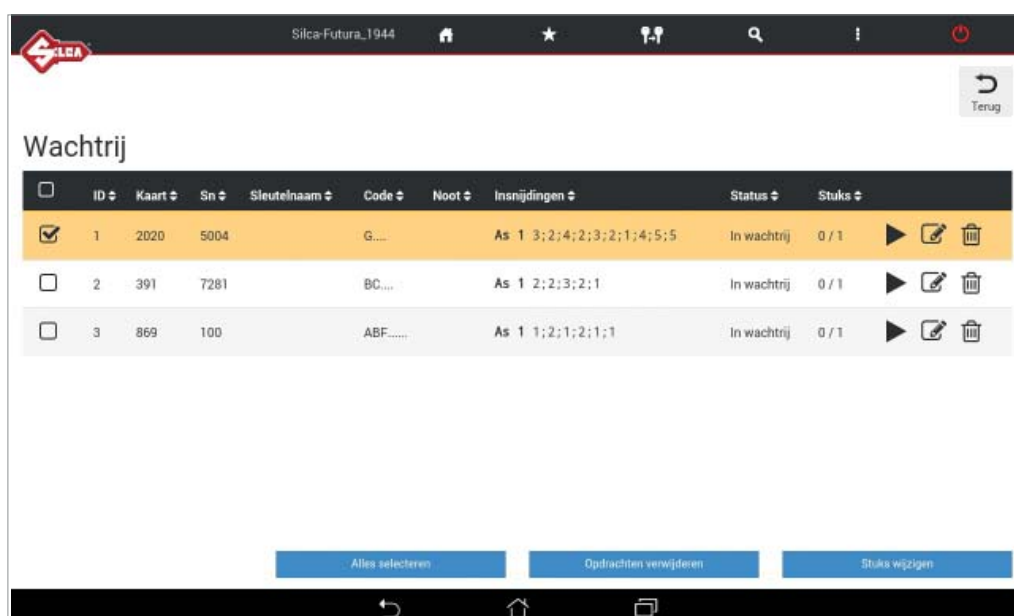 SILCA
Silca-Futura_1944
Terug
Wachtrij
ID Kaart Sn Sleutelnaam Code Noot Insnijdingen Status Stuks
1 2020 5004 G.... As 1 3;2;4;2;3;2;1;4;5;5 In wachtrij 0/1
2 391 7281 BC.... As 1 2;2;3;2;1 In wachtrij 0/1
3 869 100 ABF...... As 1 1;2;1;2;1;1 In wachtrij 0/1
Alles selecteren Opdrachten verwijderen Stuks wijzigen